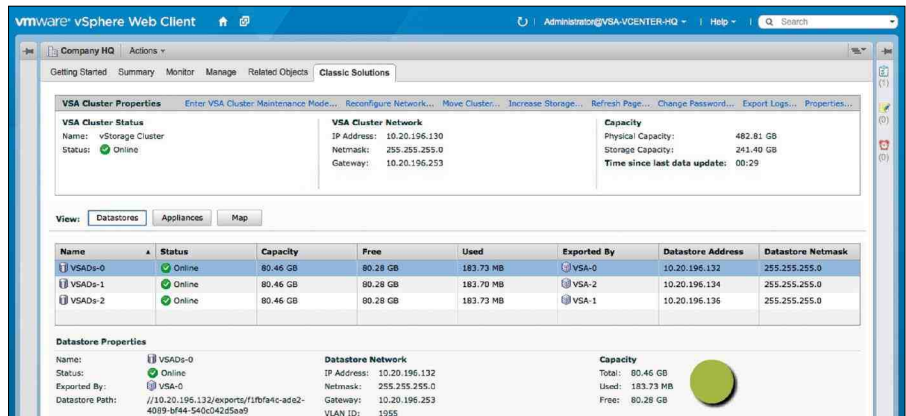 vmware® vSphere Web Client
Administrator@VSA-VCENTER-HQ | Help | Search
Company HQ Actions
Getting Started Summary Monitor Manage Related Objects Classic Solutions
(1)
(0)
(0)
VSA Cluster Properties Enter VSA Cluster Maintenance Mode... Reconfigure Network... Move Cluster... Increase Storage... Refresh Page... Change Password... Export Logs... Properties...
VSA Cluster Status VSA Cluster Network Capacity
Name: vStorage Cluster IP Address: 10.20.196.130 Physical Capacity: 482.81 GB
Status: Online Netmask: 255.255.255.0 Storage Capacity: 241.40 GB
Gateway: 10.20.196.253 Time since last data update: 00:29
View: Datastores Appliances Map
Name Status Capacity Free Used Exported By Datastore Address Datastore Netmask
VSADs-0 Online 80.46 GB 80.28 GB 183.73 MB VSA-0 10.20.196.132 255.255.255.0
VSADs-1 Online 80.46 GB 80.28 GB 183.70 MB VSA-2 10.20.196.134 255.255.255.0
VSADs-2 Online 80.46 GB 80.28 GB 183.73 MB VSA-1 10.20.196.136 255.255.255.0
Datastore Properties
Name: VSADs-0 Datastore Network Capacity
Status: Online IP Address: 10.20.196.132 Total: 80.46 GB
Exported By: VSA-0 Netmask: 255.255.255.0 Used: 183.73 MB
Datastore Path: //10.20.196.132/exports/f1fbfa4c-ade2- Gateway: 10.20.196.253 Free: 80.28 GB
4089-bf44-540c042d5aa9 VLAN ID: 1955